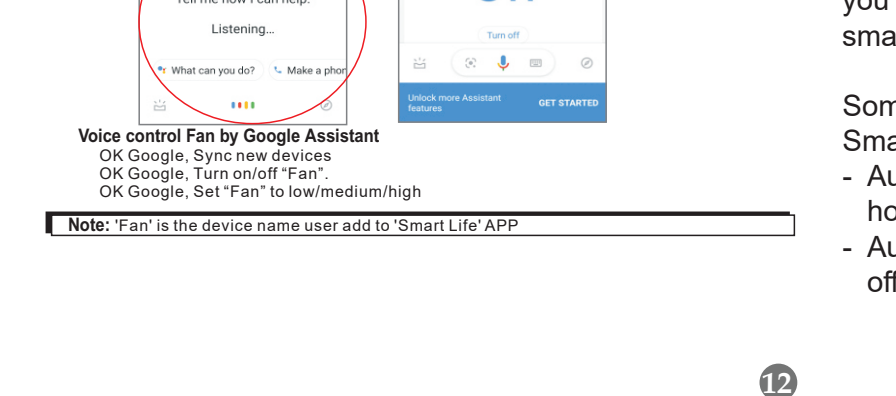 Tell me how I can help.
Listening...
What can you do?
Make a phon
Turn off
Unlock more Assistant features
GET STARTED
Voice control Fan by Google Assistant
OK Google, Sync new devices
OK Google, Turn on/off “Fan”.
OK Google, Set “Fan” to low/medium/high
Note: 'Fan' is the device name user add to 'Smart Life' APP
12
you
sma
Som
Sma
- Au
ho
- Au
off